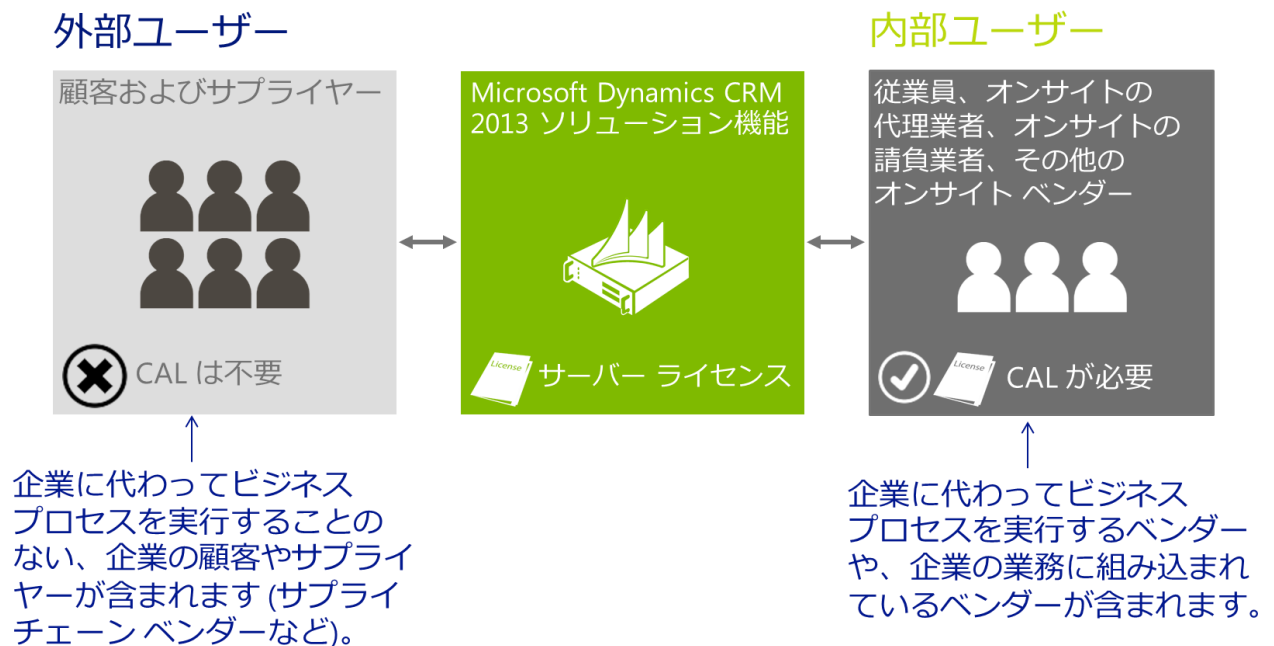 外部ユーザー
顧客およびサプライヤー
CAL は不要
企業に代わってビジネス
プロセスを実行することの
ない、企業の顧客やサプライ
ヤーが含まれます (サプライ
チェーン ベンダーなど)。
Microsoft Dynamics CRM
2013 ソリューション機能
License
サーバー ライセンス
内部ユーザー
従業員、オンサイトの
代理業者、オンサイトの
請負業者、その他の
オンサイト ベンダー
License
CAL が必要
企業に代わってビジネス
プロセスを実行するベンダー
や、企業の業務に組み込まれ
ているベンダーが含まれます。